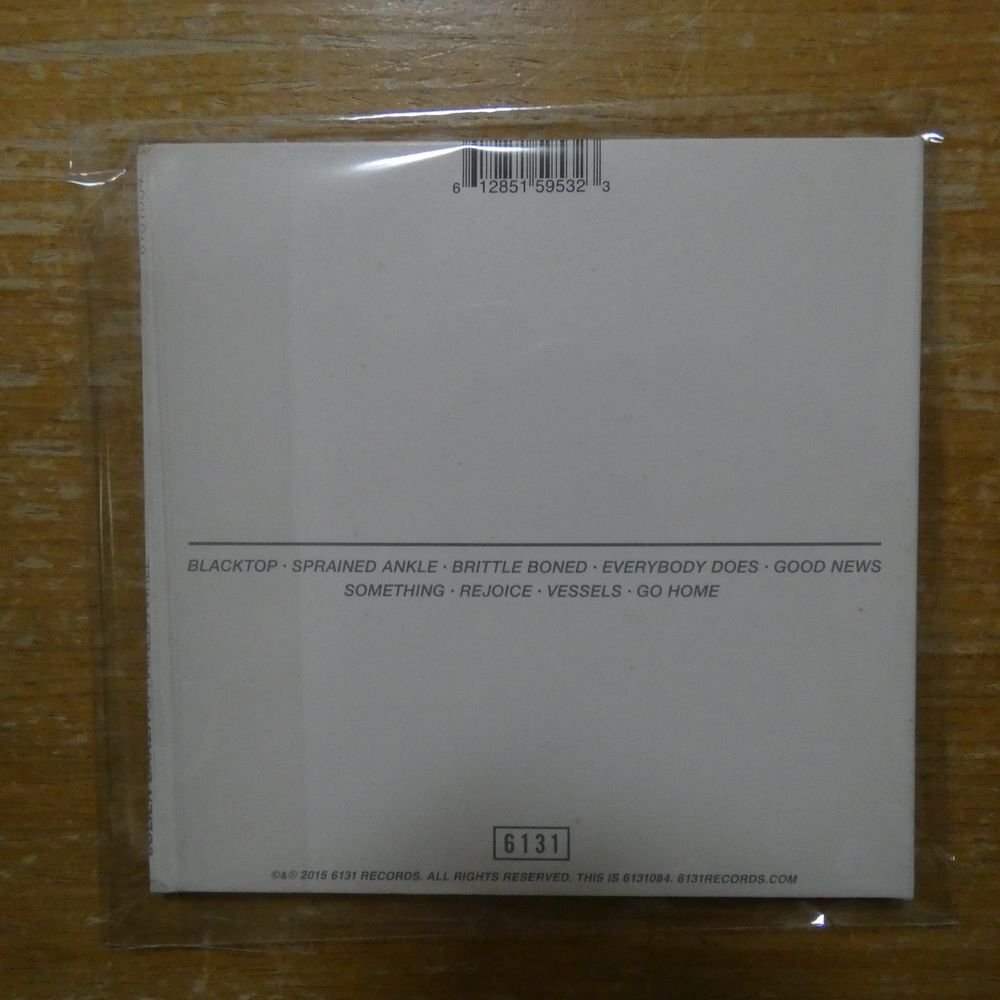 6 12851 59532 3
BLACKTOP · SPRAINED ANKLE · BRITTLE BONED · EVERYBODY DOES · GOOD NEWS
SOMETHING · REJOICE · VESSELS · GO HOME
6131
©&℗ 2015 6131 RECORDS. ALL RIGHTS RESERVED. THIS IS 6131084. 6131RECORDS.COM